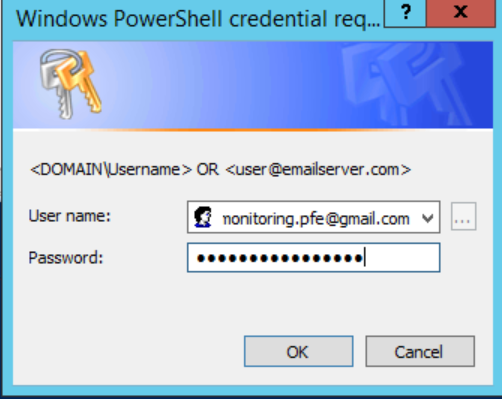 Windows PowerShell credential req...
? x
<DOMAIN\Username> OR <user@emailserver.com>
User name:
nonitoring.pfe@gmail.com
...
Password:
●●●●●●●●●●●●●●●●
OK
Cancel